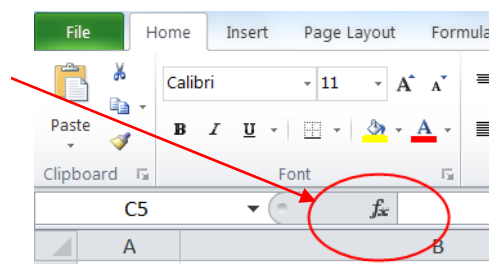 File Home Insert Page Layout Formula
Calibri 11 A A
Paste B I U A
Clipboard Font
C5 fx
A B